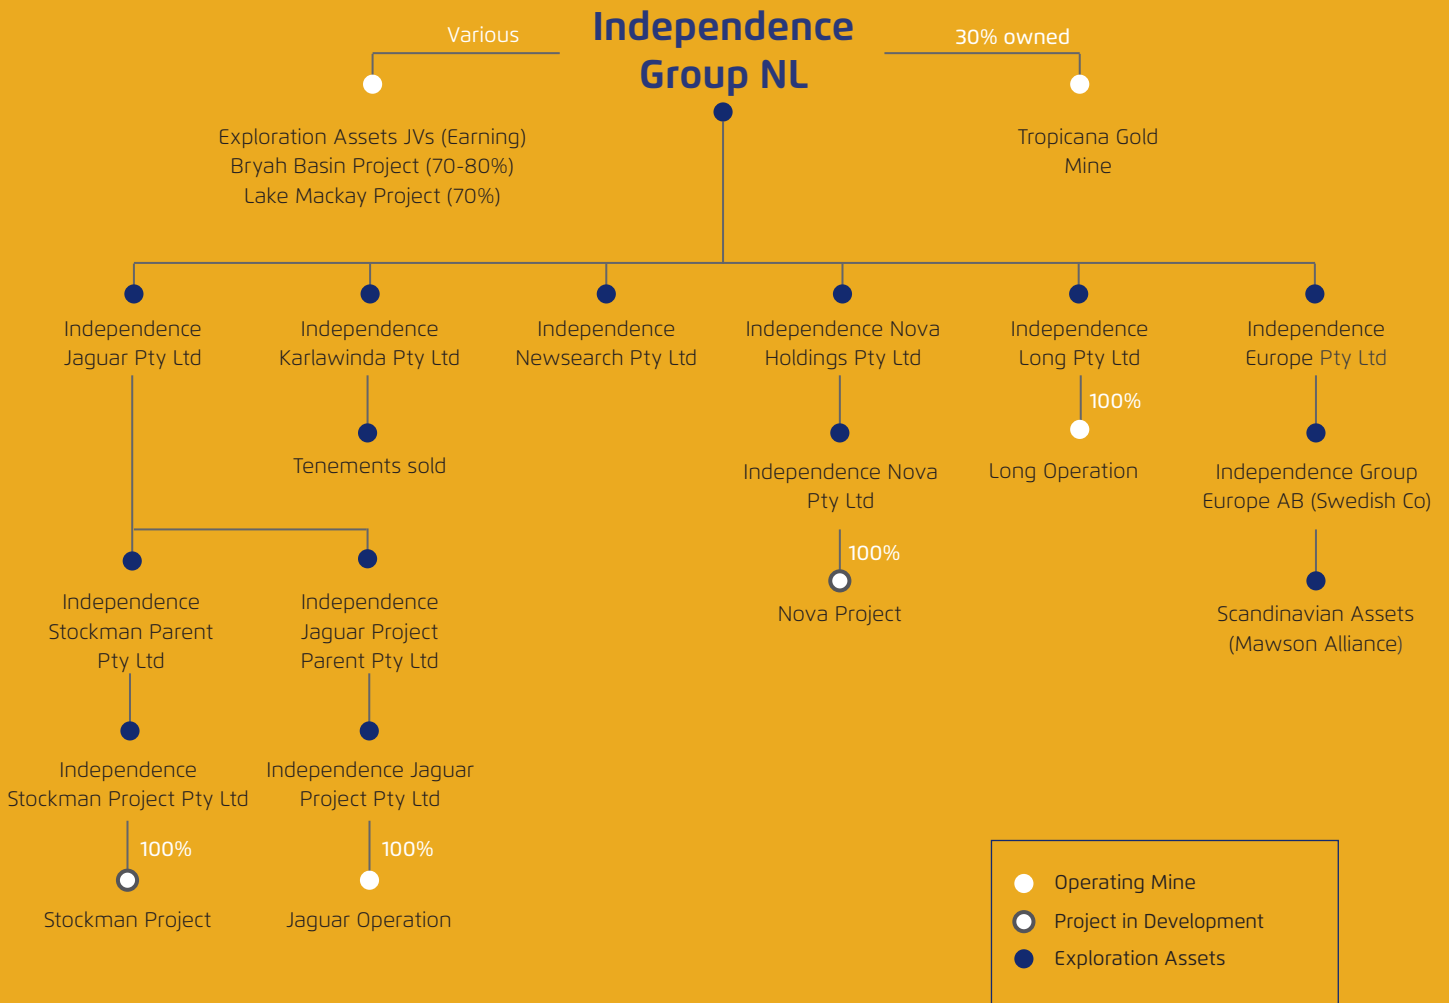 Independence
Group NL
Various
30% owned
Exploration Assets JVs (Earning)
Bryah Basin Project (70-80%)
Lake Mackay Project (70%)
Tropicana Gold
Mine
Independence
Jaguar Pty Ltd
Independence
Karlawinda Pty Ltd
Independence
Newsearch Pty Ltd
Independence Nova
Holdings Pty Ltd
Independence
Long Pty Ltd
Independence
Europe Pty Ltd
100%
Tenements sold
Independence Nova
Pty Ltd
Long Operation
Independence Group
Europe AB (Swedish Co)
100%
Independence
Stockman Parent
Pty Ltd
Independence
Jaguar Project
Parent Pty Ltd
Nova Project
Scandinavian Assets
(Mawson Alliance)
Independence
Stockman Project Pty Ltd
Independence Jaguar
Project Pty Ltd
100%
100%
Stockman Project
Jaguar Operation
Operating Mine
Project in Development
Exploration Assets